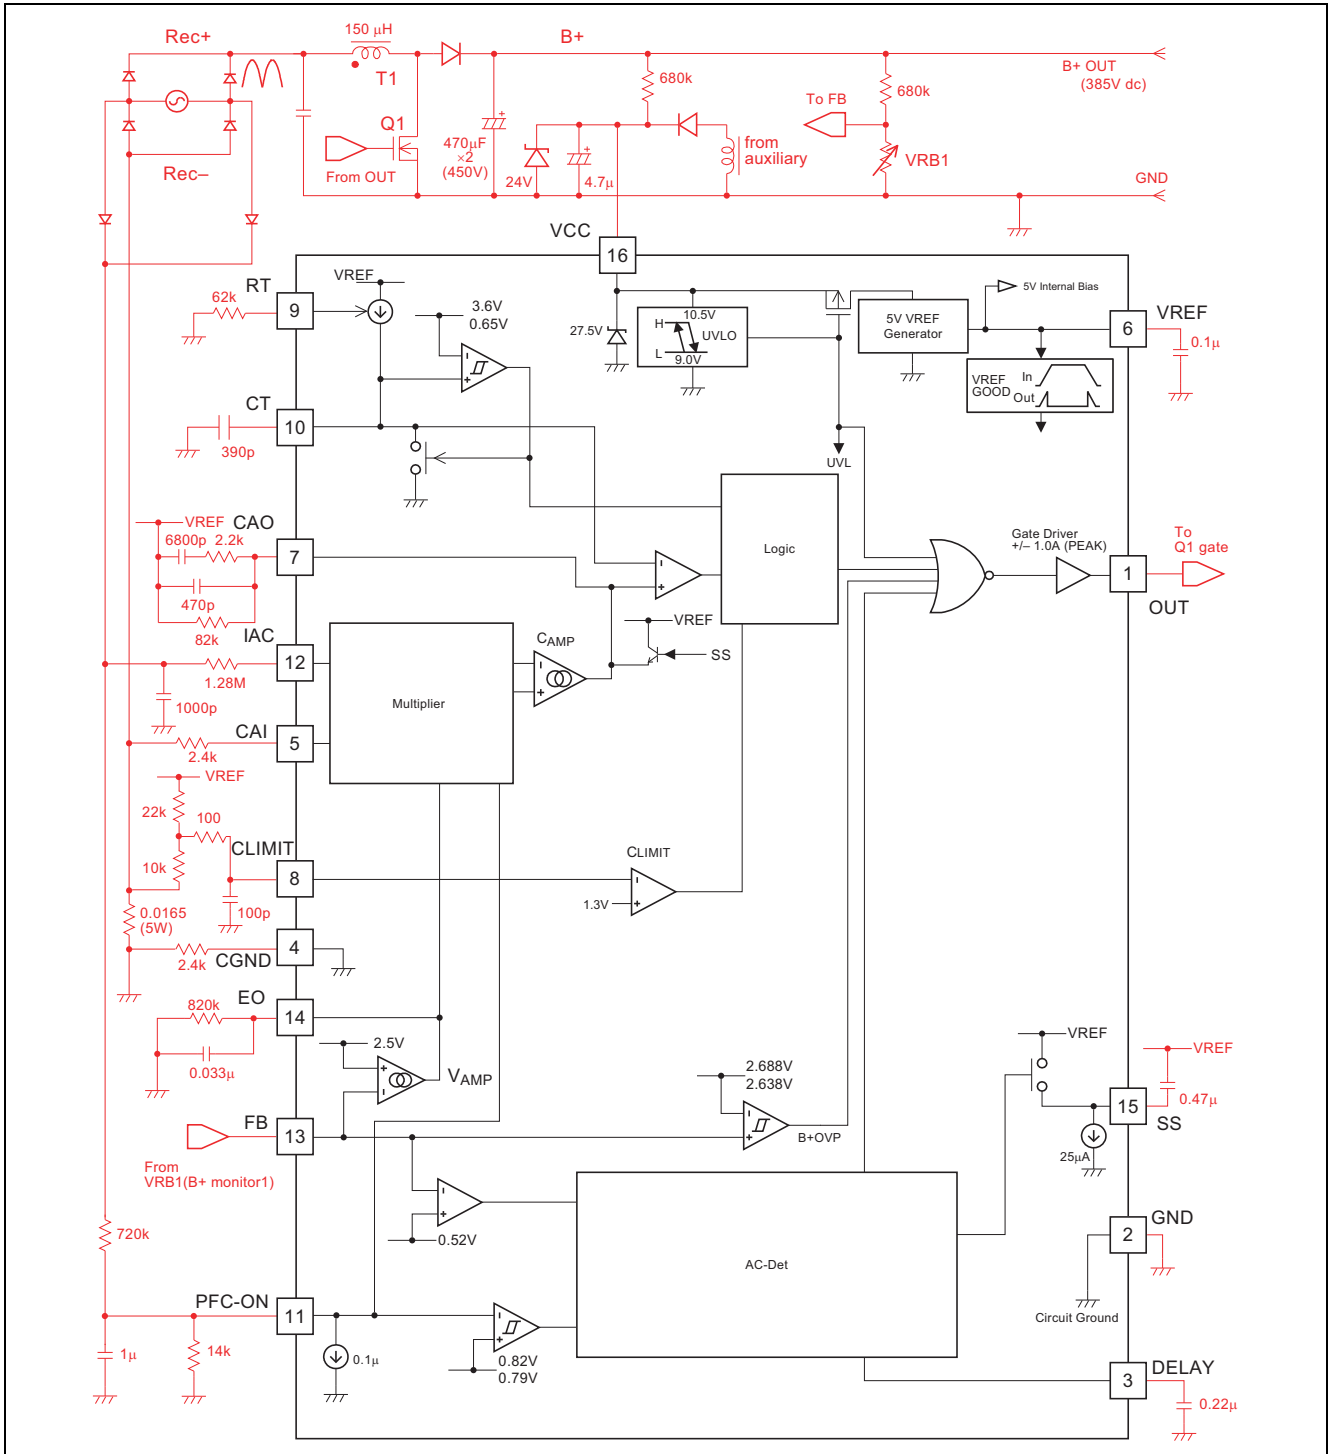 150 μH
Rec+
B+
T1
B+ OUT
(385V dc)
680k
680k
To FB
Q1
470μF
×2
(450V)
From OUT
from
auxiliary
VRB1
Rec–
24V
4.7μ
GND
VCC
16
RT
VREF
62k
9
3.6V
0.65V
27.5V
10.5V
H
UVLO
L
9.0V
5V VREF
Generator
5V Internal Bias
VREF
6
0.1μ
VREF
GOOD
In
Out
CT
10
390p
UVL
VREF
CAO
6800p
2.2k
7
470p
82k
Logic
Gate Driver
+/– 1.0A (PEAK)
To
Q1 gate
1
OUT
IAC
12
1.28M
1000p
VREF
CAMP
SS
Multiplier
CAI
5
2.4k
VREF
22k
100
CLIMIT
10k
8
CLIMIT
1.3V
0.0165
(5W)
100p
4
CGND
2.4k
EO
820k
14
0.033μ
2.5V
VAMP
VREF
VREF
2.688V
2.638V
0.47μ
15
SS
FB
13
B+OVP
From
VRB1(B+ monitor1)
25μA
0.52V
GND
2
720k
AC-Det
PFC-ON
11
Circuit Ground
1μ
14k
0.1μ
0.82V
0.79V
DELAY
3
0.22μ